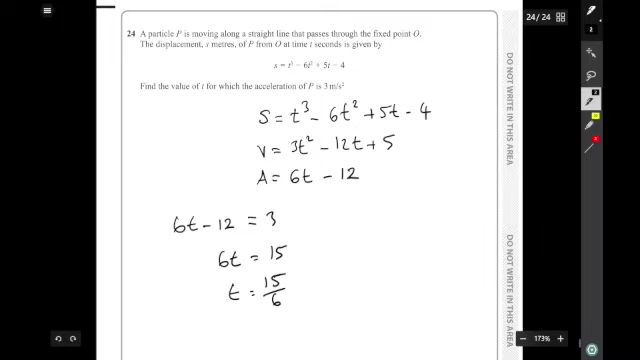 24/24
24 A particle P is moving along a straight line that passes through the fixed point O.
The displacement, s metres, of P from O at time t seconds is given by
s = t³ − 6t² + 5t − 4
Find the value of t for which the acceleration of P is 3 m/s²
S = t³ − 6t² + 5t − 4
V = 3t² − 12t + 5
A = 6t − 12
6t − 12 = 3
6t = 15
t = 15/6
DO NOT WRITE IN THIS AREA
DO NOT WRITE IN THIS AREA
2
2
173%